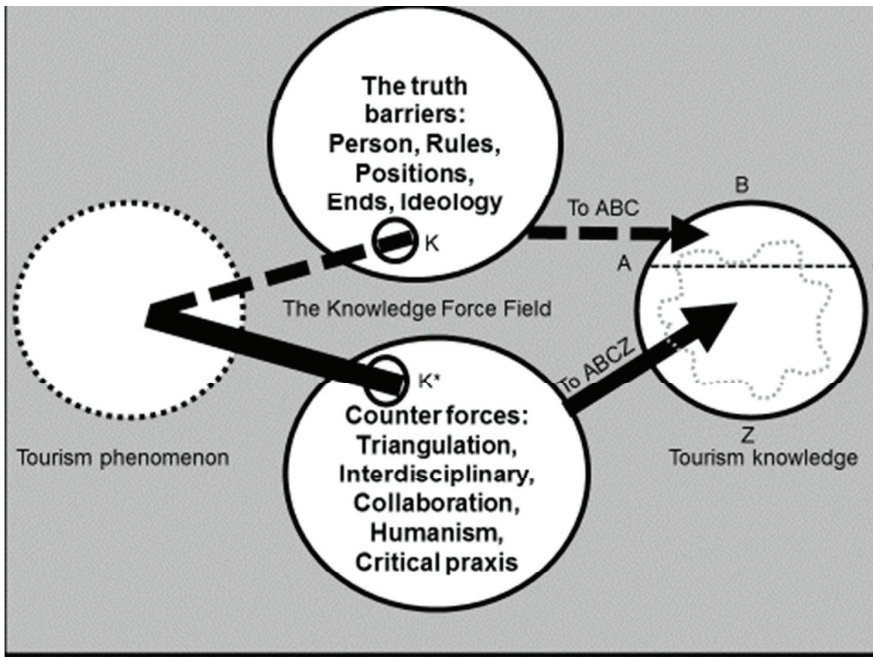 The truth
barriers:
Person, Rules,
Positions,
Ends, Ideology
K
To ABC
B
A
The Knowledge Force Field
K*
To ABCZ
Counter forces:
Triangulation,
Interdisciplinary,
Collaboration,
Humanism,
Critical praxis
Tourism phenomenon
Z
Tourism knowledge